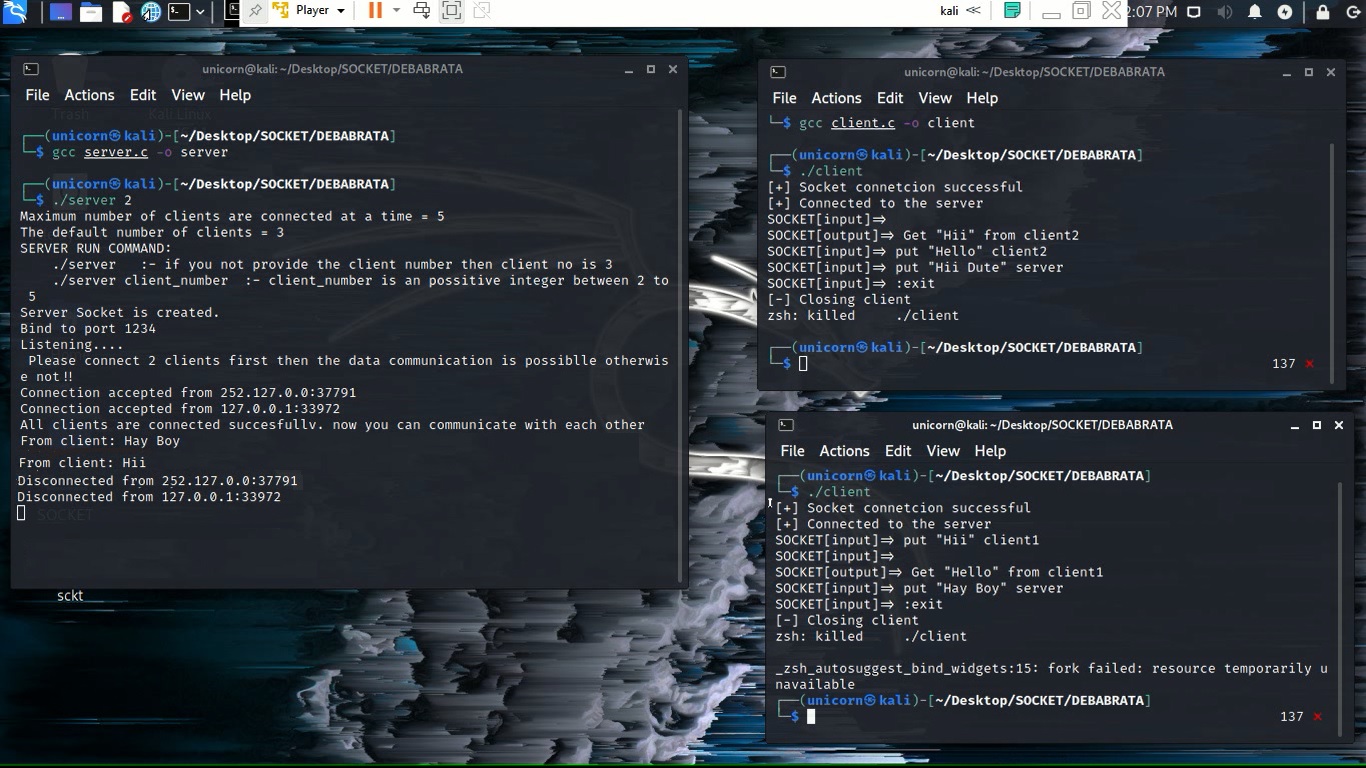 Player
kali
2:07 PM
unicorn@kali: ~/Desktop/SOCKET/DEBABRATA
File Actions Edit View Help
Trash Kali Linux
┌──(unicorn㉿kali)-[~/Desktop/SOCKET/DEBABRATA]
└─$ gcc server.c -o server
┌──(unicorn㉿kali)-[~/Desktop/SOCKET/DEBABRATA]
└─$ ./server 2
Maximum number of clients are connected at a time = 5
The default number of clients = 3
SERVER RUN COMMAND:
./server :- if you not provide the client number then client no is 3
./server client_number :- client_number is an possitive integer between 2 to
5
Server Socket is created.
Bind to port 1234
Listening....
Please connect 2 clients first then the data communication is possiblle otherwis
e not!!
Connection accepted from 252.127.0.0:37791
Connection accepted from 127.0.0.1:33972
All clients are connected succesfully. now you can communicate with each other
From client: Hay Boy
From client: Hii
Disconnected from 252.127.0.0:37791
Disconnected from 127.0.0.1:33972
SOCKET
sckt
unicorn@kali: ~/Desktop/SOCKET/DEBABRATA
File Actions Edit View Help
└─$ gcc client.c -o client
┌──(unicorn㉿kali)-[~/Desktop/SOCKET/DEBABRATA]
└─$ ./client
[+] Socket connetcion successful
[+] Connected to the server
SOCKET[input]⇒
SOCKET[output]⇒ Get "Hii" from client2
SOCKET[input]⇒ put "Hello" client2
SOCKET[input]⇒ put "Hii Dute" server
SOCKET[input]⇒ :exit
[-] Closing client
zsh: killed ./client
┌──(unicorn㉿kali)-[~/Desktop/SOCKET/DEBABRATA]
└─$ 137 ⨯
unicorn@kali: ~/Desktop/SOCKET/DEBABRATA
File Actions Edit View Help
┌──(unicorn㉿kali)-[~/Desktop/SOCKET/DEBABRATA]
└─$ ./client
[+] Socket connetcion successful
[+] Connected to the server
SOCKET[input]⇒ put "Hii" client1
SOCKET[input]⇒
SOCKET[output]⇒ Get "Hello" from client1
SOCKET[input]⇒ put "Hay Boy" server
SOCKET[input]⇒ :exit
[-] Closing client
zsh: killed ./client
_zsh_autosuggest_bind_widgets:15: fork failed: resource temporarily u
navailable
┌──(unicorn㉿kali)-[~/Desktop/SOCKET/DEBABRATA]
└─$ 137 ⨯